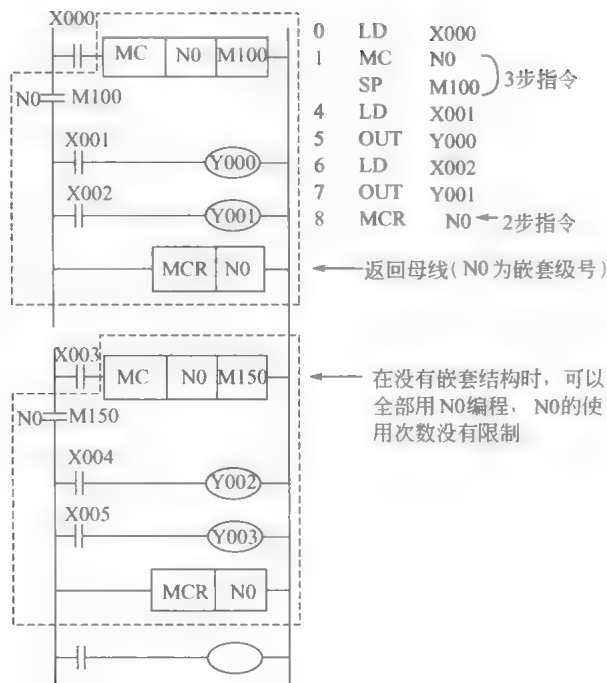 X000
MC N0 M100
N0 M100
X001
Y000
X002
Y001
MCR N0
0 LD X000
1 MC N0
SP M100
3步指令
4 LD X001
5 OUT Y000
6 LD X002
7 OUT Y001
8 MCR N0
2步指令
返回母线(N0为嵌套级号)
X003
MC N0 M150
N0 M150
X004
Y002
X005
Y003
MCR N0
在没有嵌套结构时，可以
全部用N0编程，N0的使
用次数没有限制